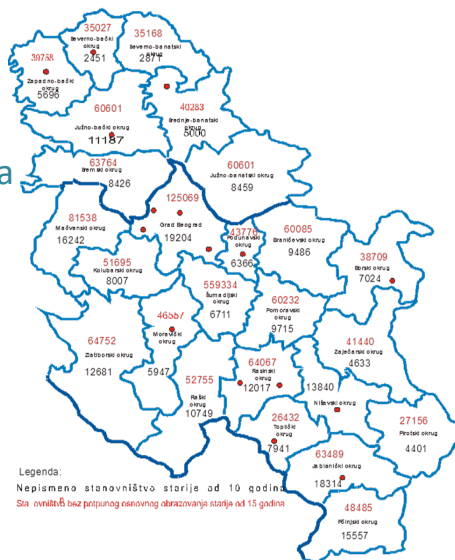 35027
Severno-bački
okrug
2451
35168
Severno-banatski
okrug
2871
39758
Zapadno-bački
okrug
5696
60601
Južno-bački okrug
11187
40283
Srednje-banatski
okrug
5000
63764
Sremski okrug
8426
60601
Južno-banatski okrug
8459
a
81538
Mačvanski okrug
16242
125069
Grad Beograd
19204
43776
Podunavski
okrug
6366
60085
Braničevski okrug
9486
38709
Borski okrug
7024
51695
Kolubarski okrug
8007
559334
Šumadijski
okrug
6711
60232
Pomoravski
okrug
9715
46557
Moravički
okrug
5947
64752
Zlatiborski okrug
12681
41440
Zaječarski okrug
4633
52755
Raški
okrug
10749
64067
Rasinski
okrug
12017
13840
Nišavski okrug
26432
Toplički
okrug
7941
27156
Pirotski okrug
4401
63489
Jablanički okrug
18314
48485
Pčinjski okrug
15557
Legenda:
Nepismeno stanovništvo starije od 10 godina
Sta ovništvo bez potpunog osnovnog obrazovanja starije od 15 godina